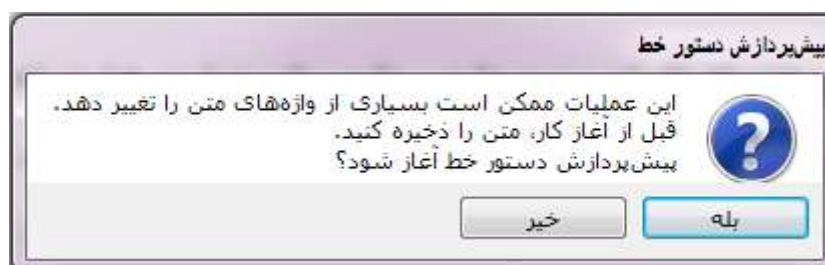 پیش‌پردازش دستور خط
این عملیات ممکن است بسیاری از واژه‌های متن را تغییر دهد.
قبل از آغاز کار، متن را ذخیره کنید.
پیش‌پردازش دستور خط آغاز شود؟
بله
خیر